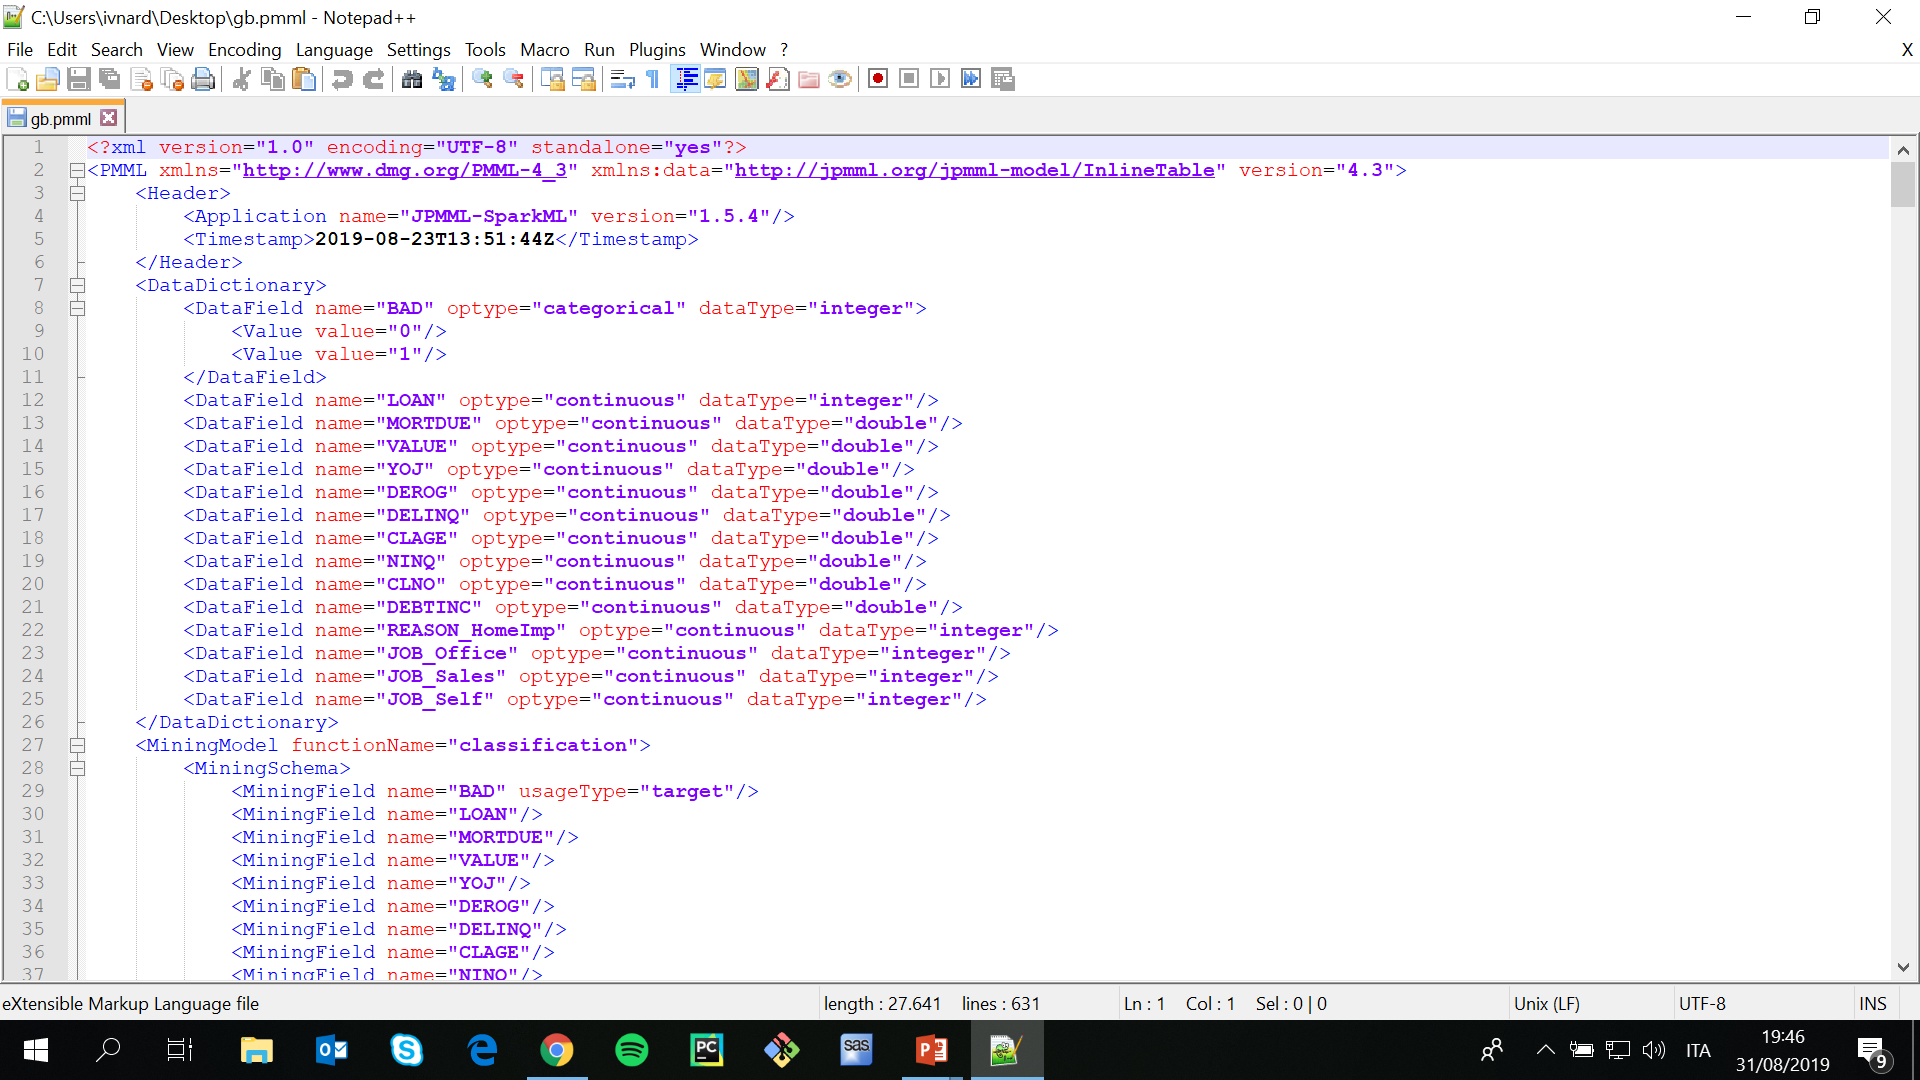 C:\Users\ivnard\Desktop\gb.pmml - Notepad++
File Edit Search View Encoding Language Settings Tools Macro Run Plugins Window ? X
gb.pmml
1 <?xml version="1.0" encoding="UTF-8" standalone="yes"?>
2 <PMML xmlns="http://www.dmg.org/PMML-4_3" xmlns:data="http://jpmml.org/jpmml-model/InlineTable" version="4.3">
3 <Header>
4 <Application name="JPMML-SparkML" version="1.5.4"/>
5 <Timestamp>2019-08-23T13:51:44Z</Timestamp>
6 </Header>
7 <DataDictionary>
8 <DataField name="BAD" optype="categorical" dataType="integer">
9 <Value value="0"/>
10 <Value value="1"/>
11 </DataField>
12 <DataField name="LOAN" optype="continuous" dataType="integer"/>
13 <DataField name="MORTDUE" optype="continuous" dataType="double"/>
14 <DataField name="VALUE" optype="continuous" dataType="double"/>
15 <DataField name="YOJ" optype="continuous" dataType="double"/>
16 <DataField name="DEROG" optype="continuous" dataType="double"/>
17 <DataField name="DELINQ" optype="continuous" dataType="double"/>
18 <DataField name="CLAGE" optype="continuous" dataType="double"/>
19 <DataField name="NINQ" optype="continuous" dataType="double"/>
20 <DataField name="CLNO" optype="continuous" dataType="double"/>
21 <DataField name="DEBTINC" optype="continuous" dataType="double"/>
22 <DataField name="REASON_HomeImp" optype="continuous" dataType="integer"/>
23 <DataField name="JOB_Office" optype="continuous" dataType="integer"/>
24 <DataField name="JOB_Sales" optype="continuous" dataType="integer"/>
25 <DataField name="JOB_Self" optype="continuous" dataType="integer"/>
26 </DataDictionary>
27 <MiningModel functionName="classification">
28 <MiningSchema>
29 <MiningField name="BAD" usageType="target"/>
30 <MiningField name="LOAN"/>
31 <MiningField name="MORTDUE"/>
32 <MiningField name="VALUE"/>
33 <MiningField name="YOJ"/>
34 <MiningField name="DEROG"/>
35 <MiningField name="DELINQ"/>
36 <MiningField name="CLAGE"/>
37 <MiningField name="NINQ"/>
eXtensible Markup Language file length : 27.641 lines : 631 Ln : 1 Col : 1 Sel : 0 | 0 Unix (LF) UTF-8 INS
PC sas ITA 19:46
31/08/2019 9